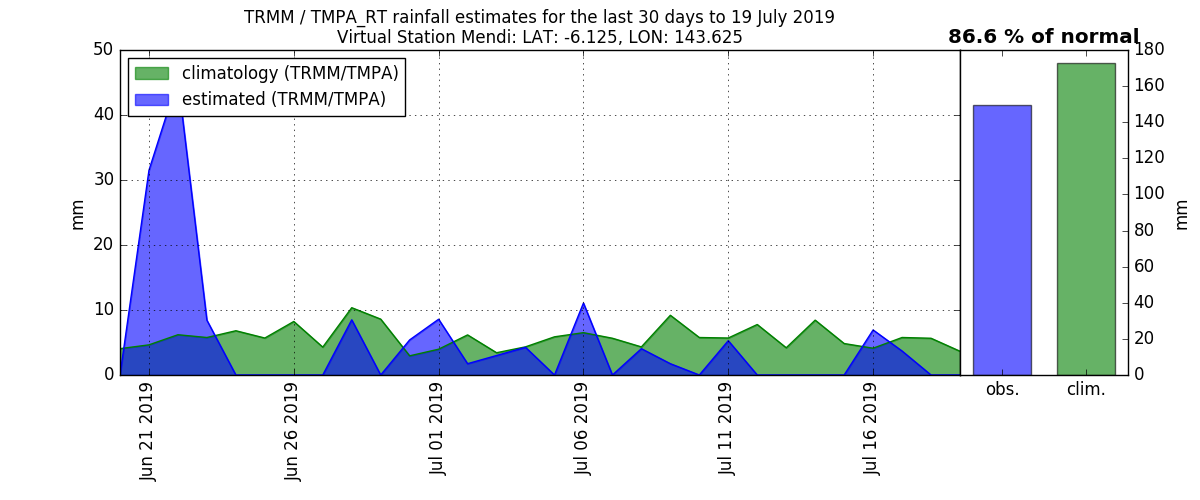 TRMM / TMPA_RT rainfall estimates for the last 30 days to 19 July 2019
Virtual Station Mendi: LAT: -6.125, LON: 143.625
86.6 % of normal
climatology (TRMM/TMPA)
estimated (TRMM/TMPA)
50
40
30
20
10
0
mm
Jun 21 2019
Jun 26 2019
Jul 01 2019
Jul 06 2019
Jul 11 2019
Jul 16 2019
obs.
clim.
180
160
140
120
100
80
60
40
20
0
mm